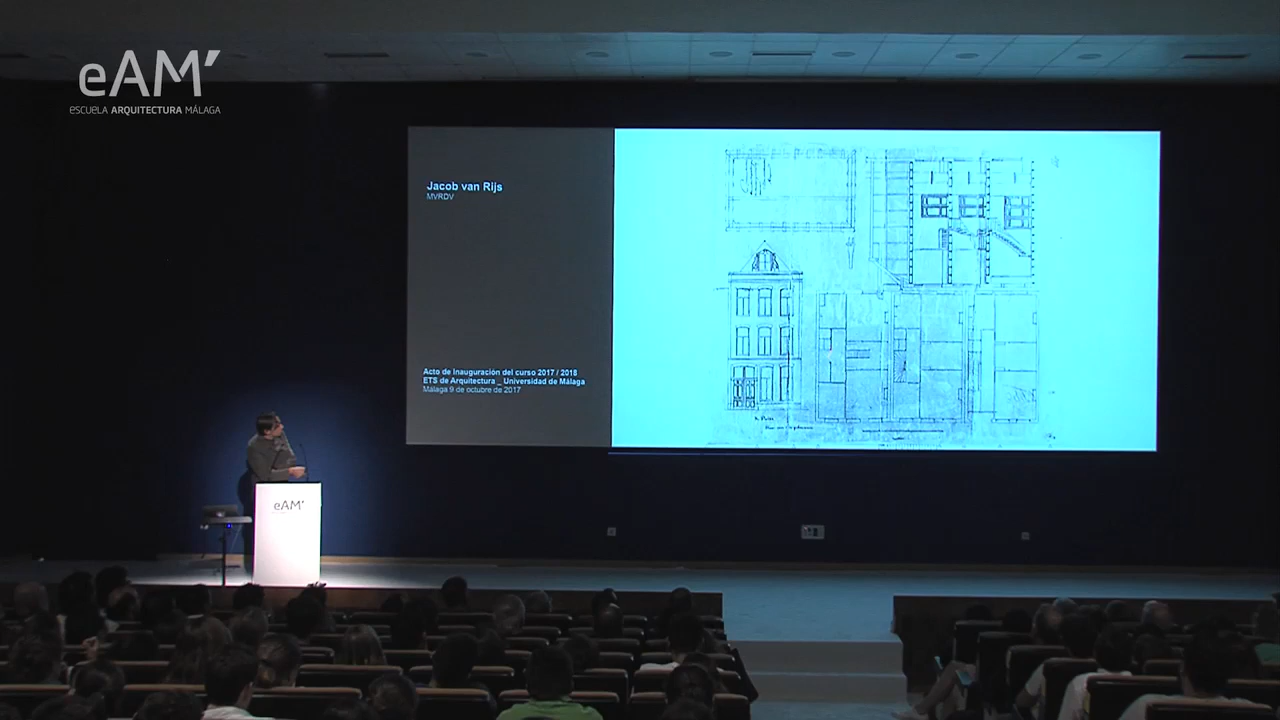 eAM'
ESCUELA ARQUITECTURA MÁLAGA
Jacob van Rijs
MVRDV
Acto de Inauguración del curso 2017 / 2018
ETS de Arquitectura _ Universidad de Málaga
Málaga 9 de octubre de 2017
eAM'